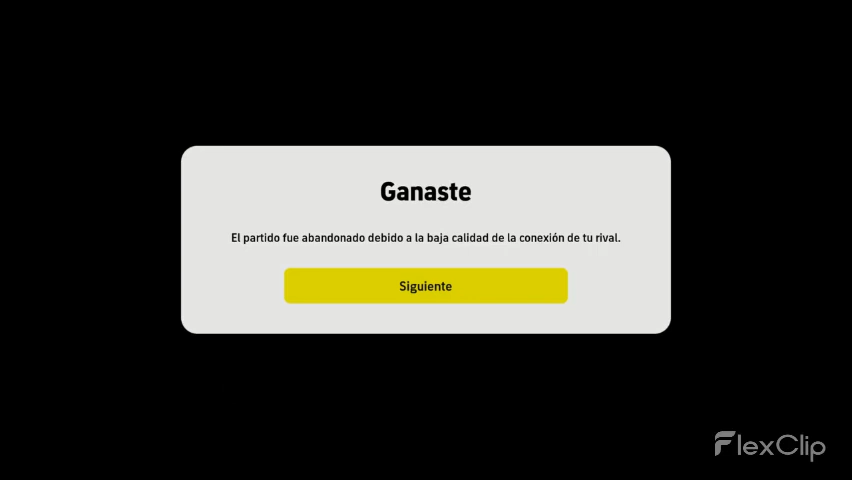 Ganaste
El partido fue abandonado debido a la baja calidad de la conexión de tu rival.
Siguiente
FlexClip